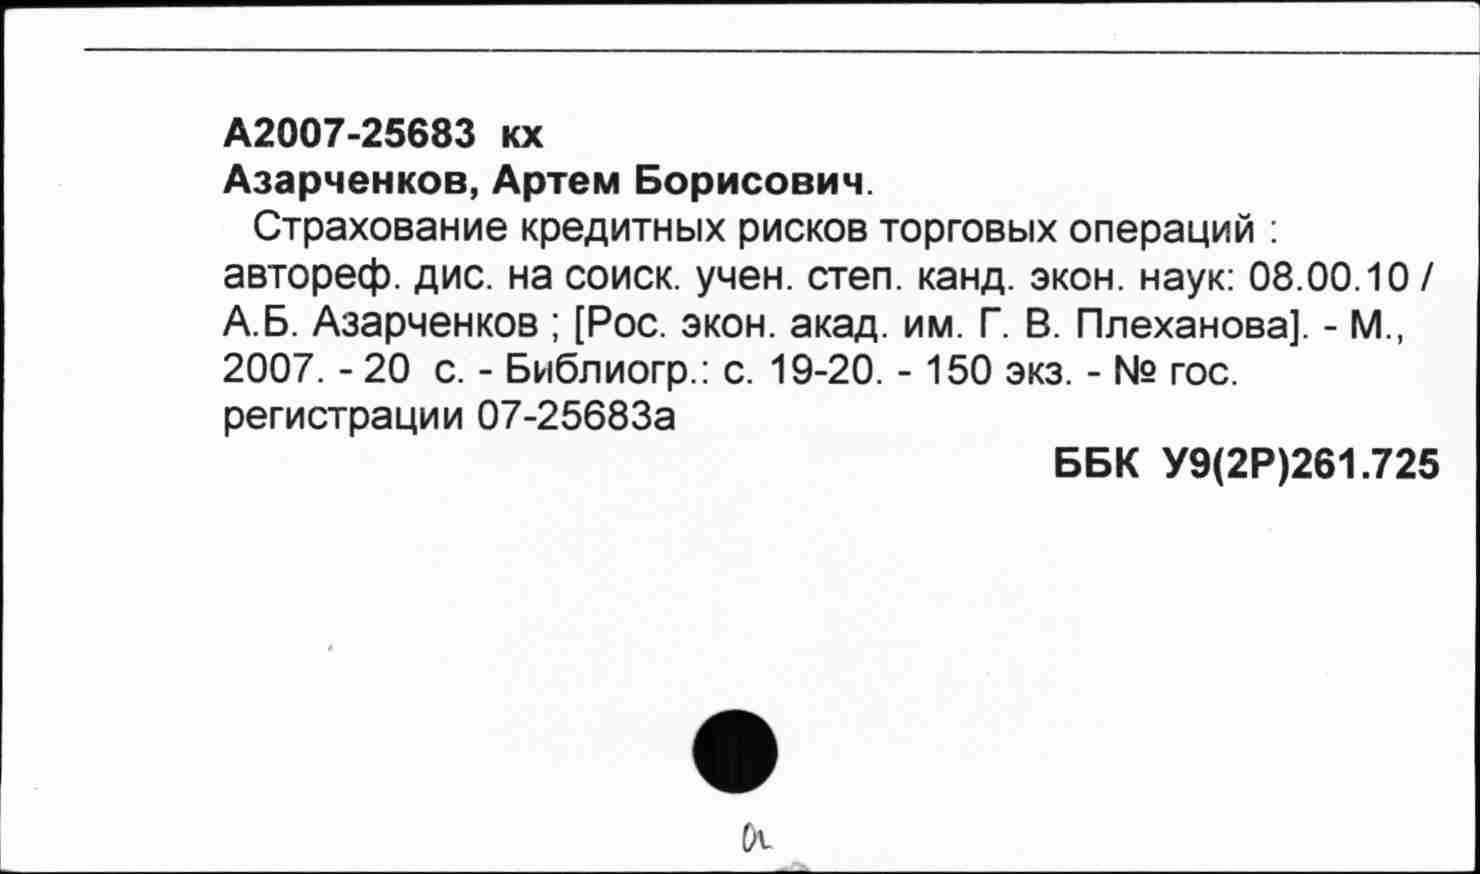 А2007-25683 кх
Азарченков, Артем Борисович.
Страхование кредитных рисков торговых операций :
автореф. дис. на соиск. учен. степ. канд. экон. наук: 08.00.10 /
А.Б. Азарченков ; [Рос. экон. акад. им. Г. В. Плеханова]. - М.,
2007. - 20 с. - Библиогр.: с. 19-20. - 150 экз. - № гос.
регистрации 07-25683а
ББК У9(2Р)261.725